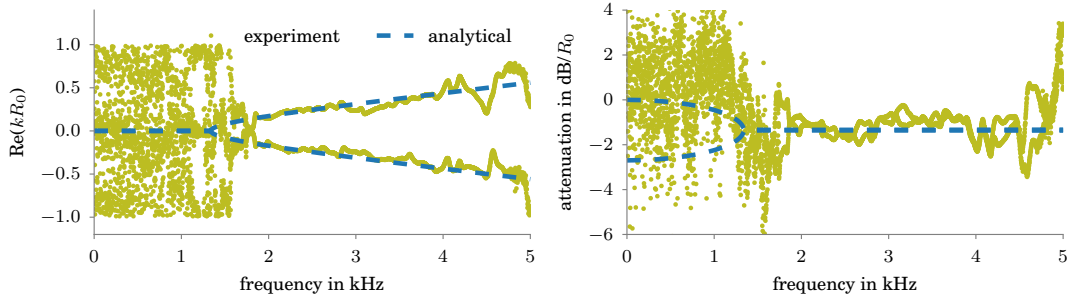 Re(kR₀)
1.0
0.5
0.0
−0.5
−1.0
experiment analytical
0 1 2 3 4 5
frequency in kHz
attenuation in dB/R₀
4
2
0
−2
−4
−6
0 1 2 3 4 5
frequency in kHz